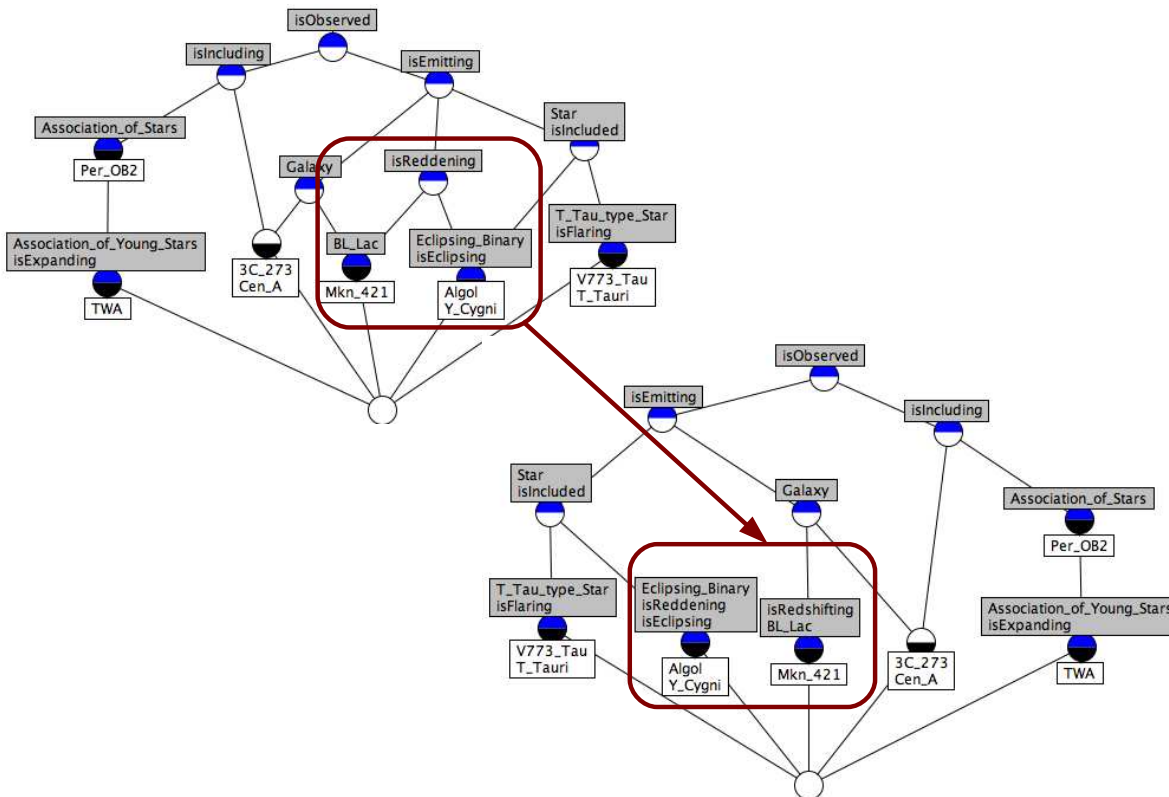 isObserved
isIncluding
isEmitting
Star
isIncluded
Association_of_Stars
Per_OB2
Galaxy
isReddening
T_Tau_type_Star
isFlaring
Association_of_Young_Stars
isExpanding
BL_Lac
Eclipsing_Binary
isEclipsing
3C_273
Cen_A
Mkn_421
Algol
Y_Cygni
V773_Tau
T_Tauri
TWA
isObserved
isEmitting
isIncluding
Star
isIncluded
Galaxy
Association_of_Stars
Per_OB2
T_Tau_type_Star
isFlaring
Eclipsing_Binary
isReddening
isEclipsing
isRedshifting
BL_Lac
Association_of_Young_Stars
isExpanding
V773_Tau
T_Tauri
Algol
Y_Cygni
Mkn_421
3C_273
Cen_A
TWA